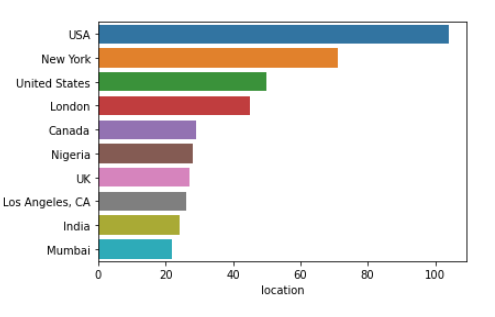 USA
New York
United States
London
Canada
Nigeria
UK
Los Angeles, CA
India
Mumbai
0 20 40 60 80 100
location